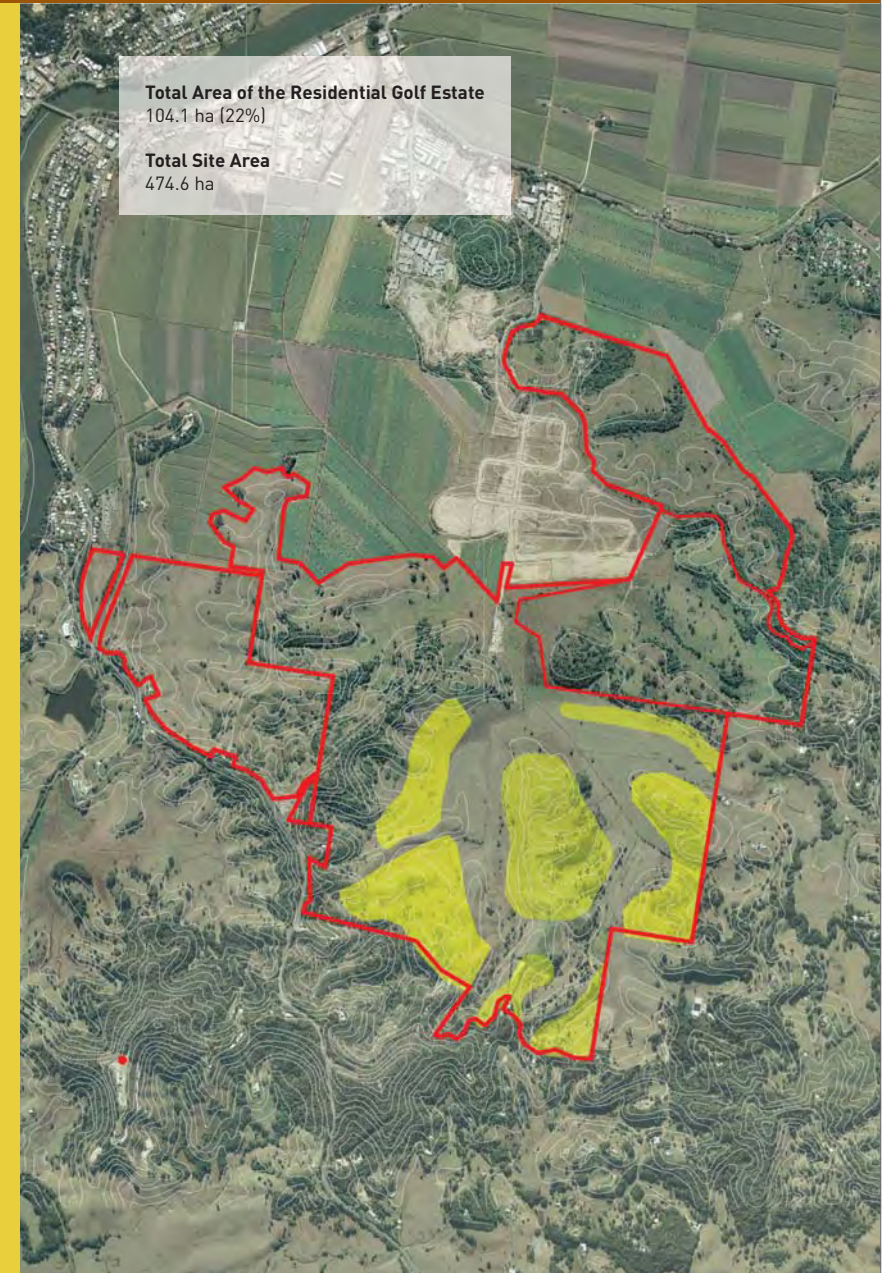 Total Area of the Residential Golf Estate
104.1 ha (22%)
Total Site Area
474.6 ha